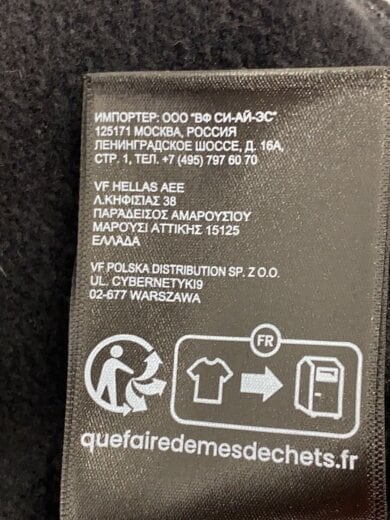 ИМПОРТЕР: ООО "ВФ СИ-АЙ-ЭС"
125171 МОСКВА, РОССИЯ
ЛЕНИНГРАДСКОЕ ШОССЕ, Д. 16А,
СТР. 1, ТЕЛ. +7 (495) 797 60 70
VF HELLAS AEE
Λ.ΚΗΦΙΣΙΑΣ 38
ΠΑΡΑΔΕΙΣΟΣ ΑΜΑΡΟΥΣΙΟΥ
ΜΑΡΟΥΣΙ ΑΤΤΙΚΗΣ 15125
ΕΛΛΑΔΑ
VF POLSKA DISTRIBUTION SP. Z O.O.
UL. CYBERNETYKI9
02-677 WARSZAWA
FR
quefairedemesdechets.fr